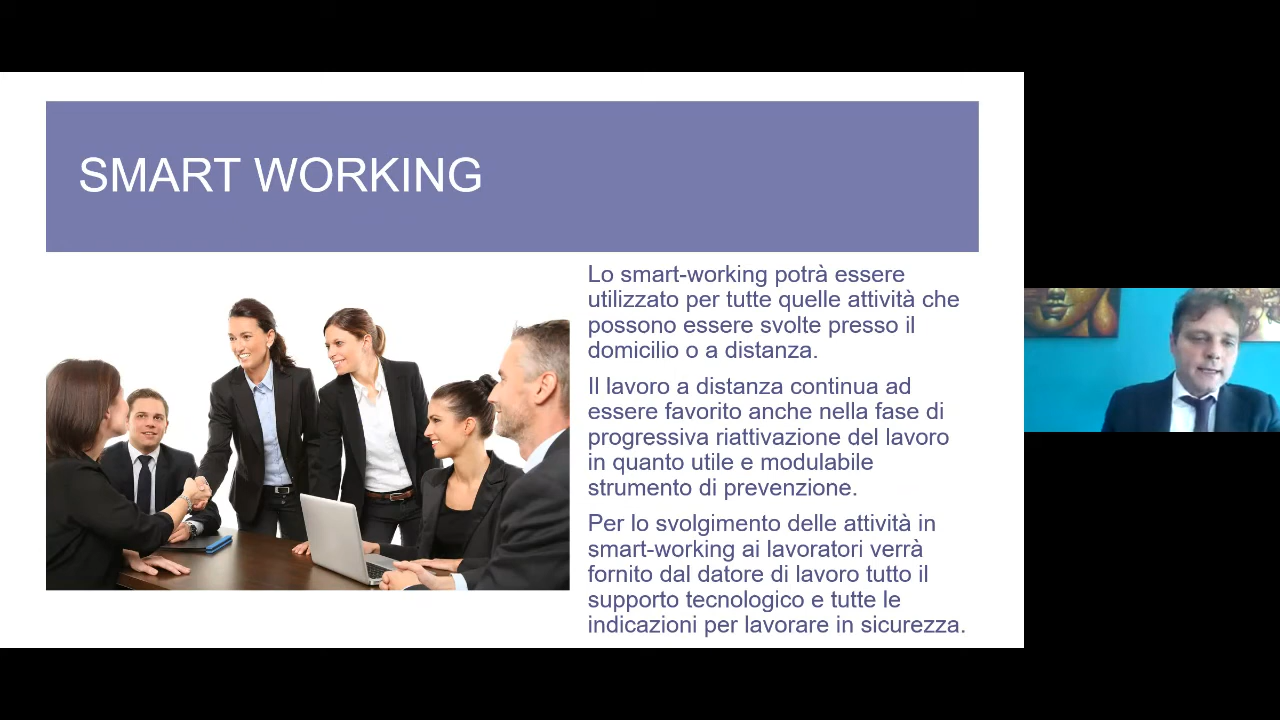 SMART WORKING
Lo smart-working potrà essere
utilizzato per tutte quelle attività che
possono essere svolte presso il
domicilio o a distanza.
Il lavoro a distanza continua ad
essere favorito anche nella fase di
progressiva riattivazione del lavoro
in quanto utile e modulabile
strumento di prevenzione.
Per lo svolgimento delle attività in
smart-working ai lavoratori verrà
fornito dal datore di lavoro tutto il
supporto tecnologico e tutte le
indicazioni per lavorare in sicurezza.